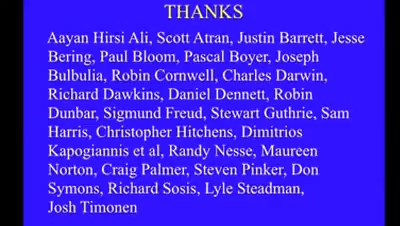 THANKS
Aayan Hirsi Ali, Scott Atran, Justin Barrett, Jesse
Bering, Paul Bloom, Pascal Boyer, Joseph
Bulbulia, Robin Cornwell, Charles Darwin,
Richard Dawkins, Daniel Dennett, Robin
Dunbar, Sigmund Freud, Stewart Guthrie, Sam
Harris, Christopher Hitchens, Dimitrios
Kapogiannis et al, Randy Nesse, Maureen
Norton, Craig Palmer, Steven Pinker, Don
Symons, Richard Sosis, Lyle Steadman,
Josh Timonen